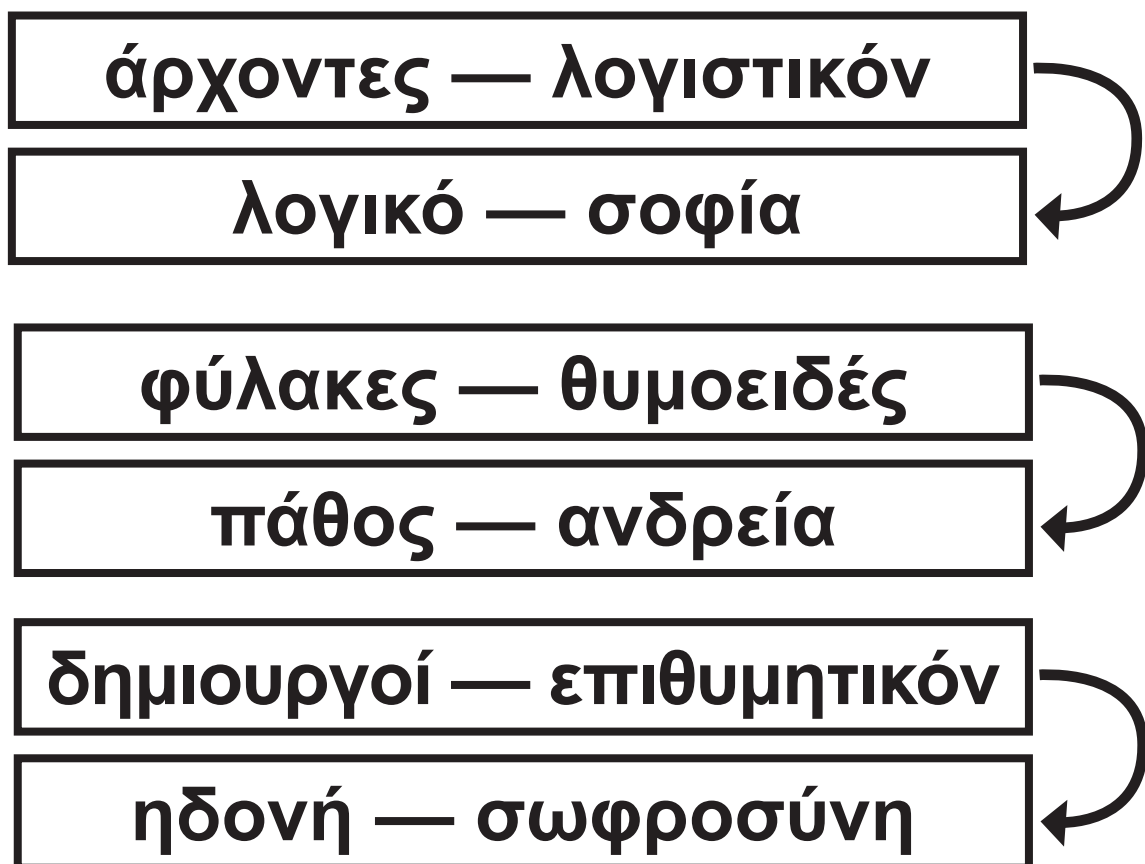 άρχοντες — λογιστικόν
λογικό — σοφία
φύλακες — θυμοειδές
πάθος — ανδρεία
δημιουργοί — επιθυμητικόν
ηδονή — σωφροσύνη